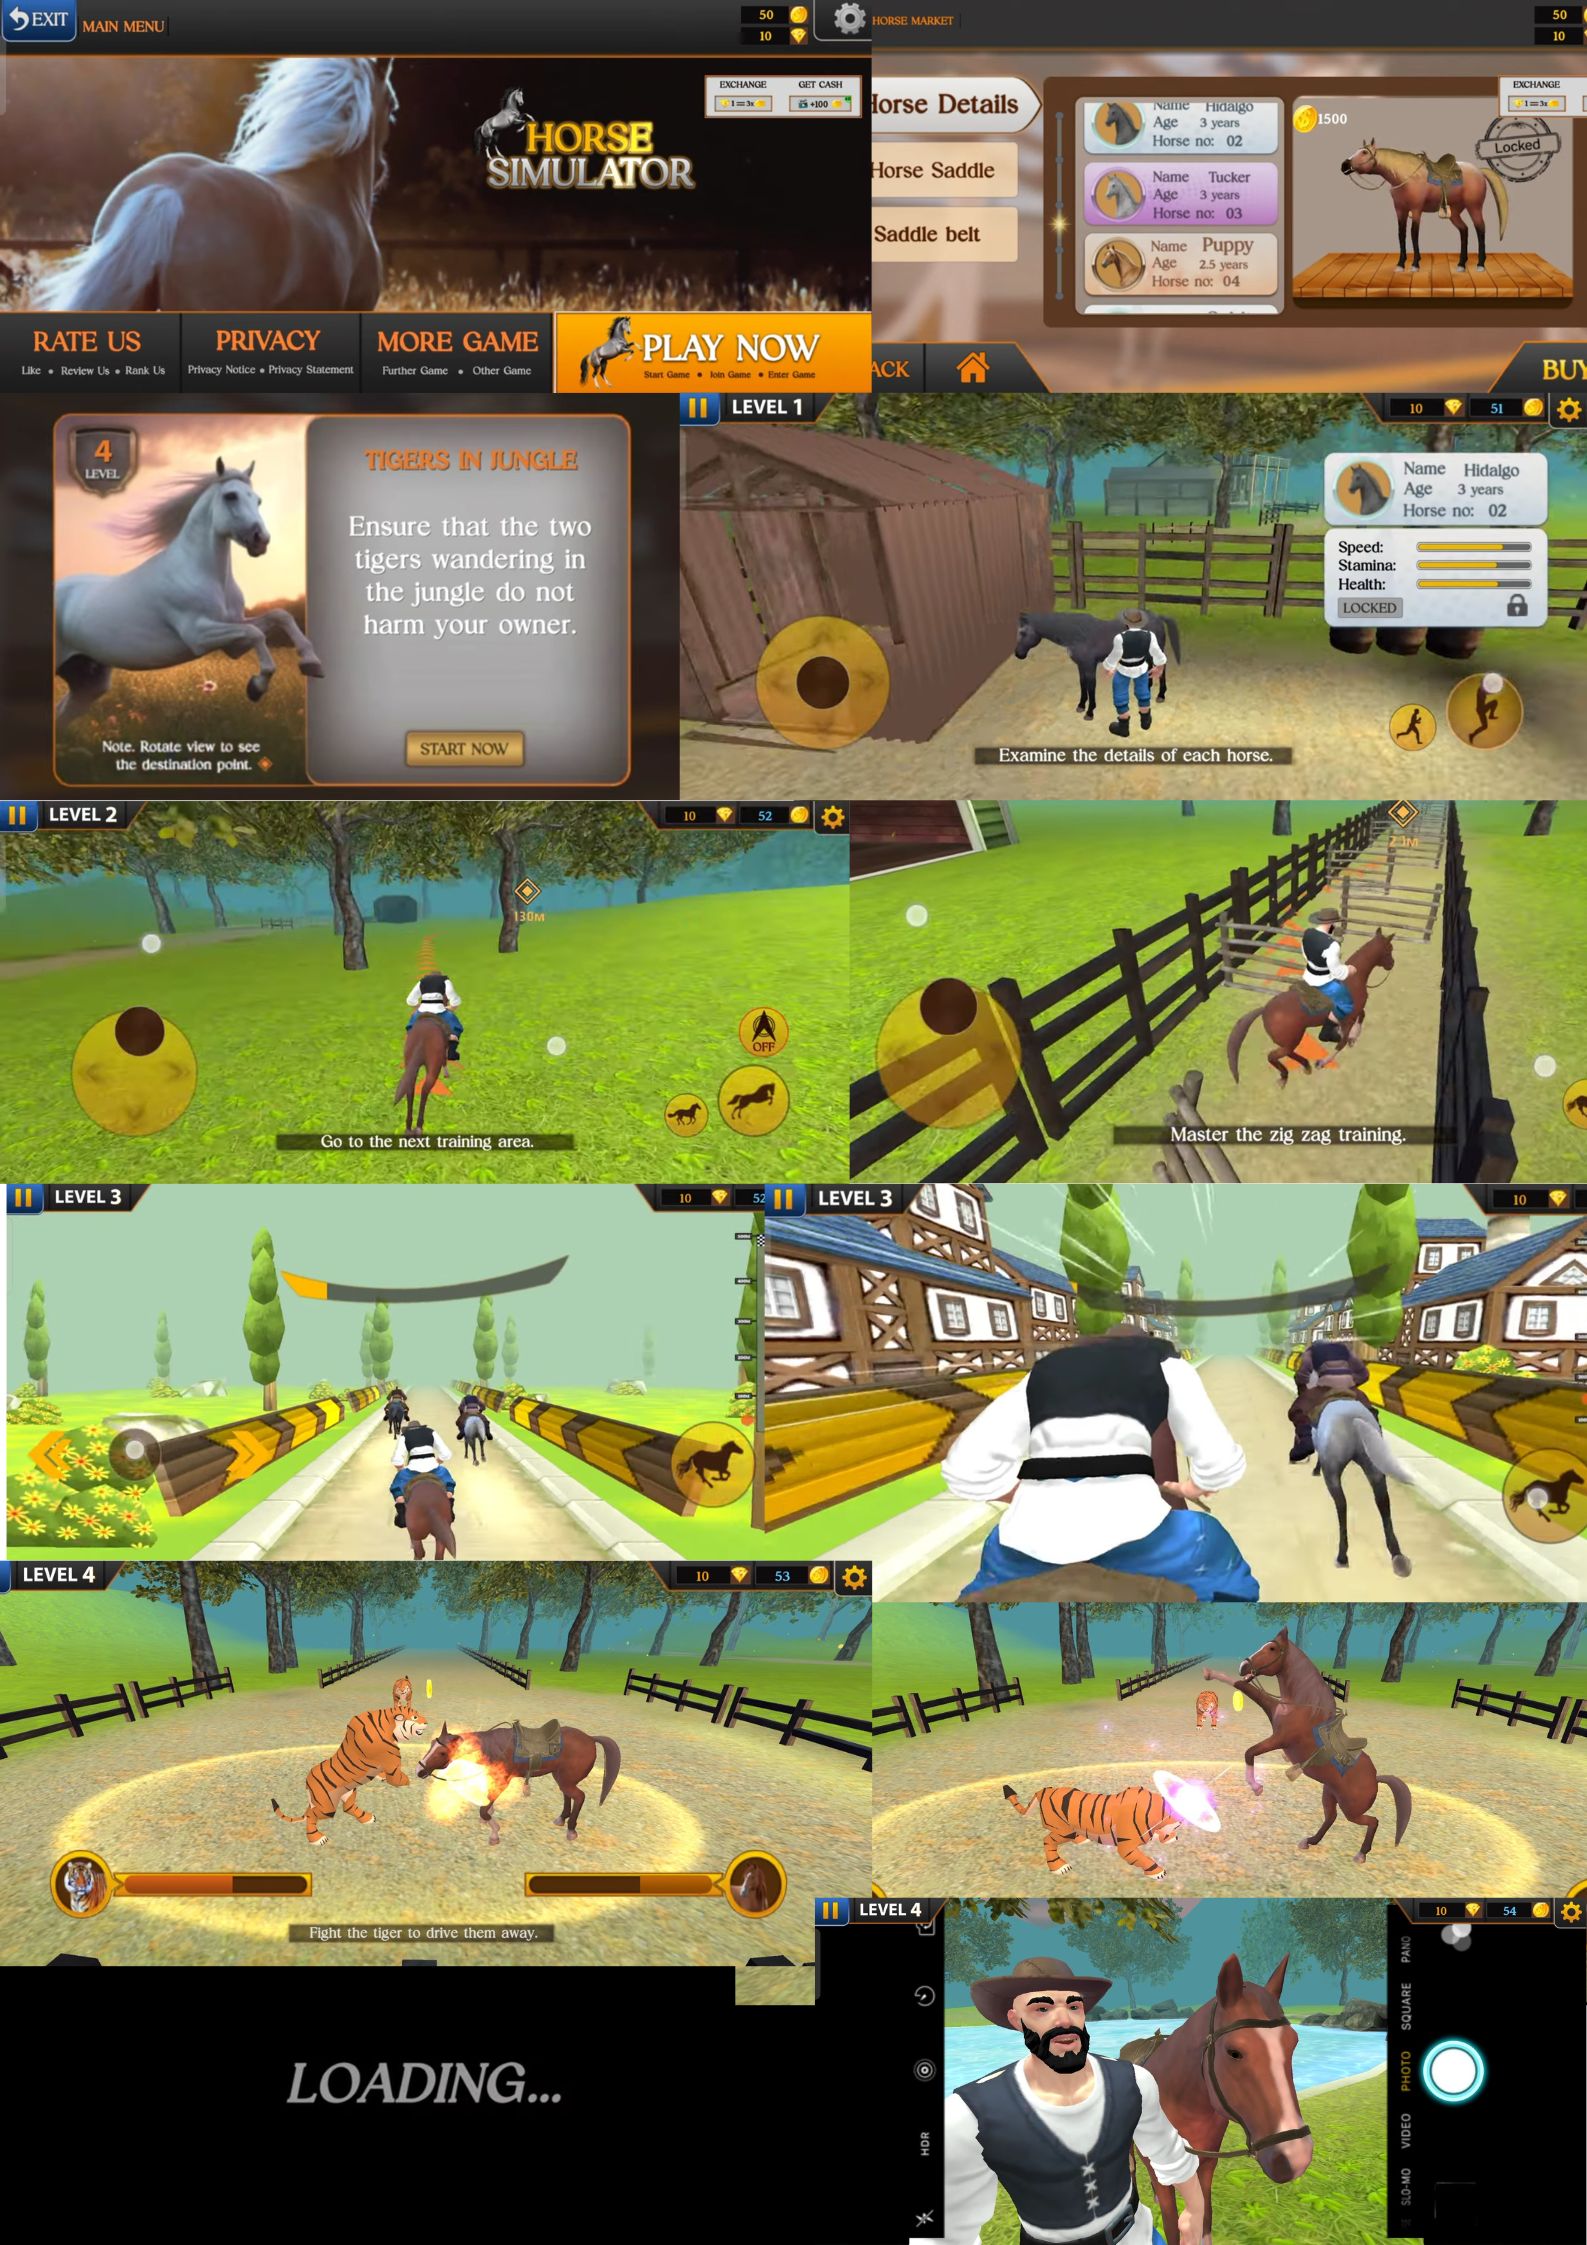 EXIT
MAIN MENU
50
10
EXCHANGE
1=3x
GET CASH
+100
HORSE
SIMULATOR
RATE US
Like • Review Us • Rank Us
PRIVACY
Privacy Notice • Privacy Statement
MORE GAME
Further Game • Other Game
PLAY NOW
Start Game • Join Game • Enter Game
HORSE MARKET
50
10
EXCHANGE
1=3x
Horse Details
Horse Saddle
Saddle belt
Name Hidalgo
Age 3 years
Horse no: 02
Name Tucker
Age 3 years
Horse no: 03
Name Puppy
Age 2.5 years
Horse no: 04
1500
Locked
ACK
BUY
4
LEVEL
TIGERS IN JUNGLE
Ensure that the two
tigers wandering in
the jungle do not
harm your owner.
START NOW
Note. Rotate view to see
the destination point.
LEVEL 1
10
51
Name Hidalgo
Age 3 years
Horse no: 02
Speed:
Stamina:
Health:
LOCKED
Examine the details of each horse.
LEVEL 2
10
52
130M
OFF
Go to the next training area.
Master the zig zag training.
LEVEL 3
10
52
LEVEL 3
10
LEVEL 4
10
53
Fight the tiger to drive them away.
LOADING...
LEVEL 4
10
54
HDR
PANO
SQUARE
PHOTO
VIDEO
SLO-MO